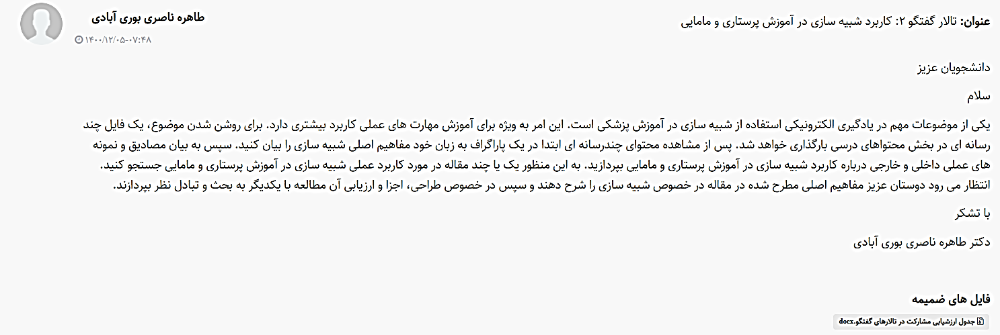 عنوان: تالار گفتگو ۲: کاربرد شبیه سازی در آموزش پرستاری و مامایی
طاهره ناصری بوری آبادی
۱۴۰۰/۱۲/۰۵-۰۷:۴۸
دانشجویان عزیز
سلام
یکی از موضوعات مهم در یادگیری الکترونیکی استفاده از شبیه سازی در آموزش پزشکی است. این امر به ویژه برای آموزش مهارت های عملی کاربرد بیشتری دارد. برای روشن شدن موضوع، یک فایل چند
رسانه ای در بخش محتواهای درسی بارگذاری خواهد شد. پس از مشاهده محتوای چندرسانه ای ابتدا در یک پاراگراف به زبان خود مفاهیم اصلی شبیه سازی را بیان کنید. سپس به بیان مصادیق و نمونه
های عملی داخلی و خارجی درباره کاربرد شبیه سازی در آموزش پرستاری و مامایی بپردازید. به این منظور یک یا چند مقاله در مورد کاربرد عملی شبیه سازی در آموزش پرستاری و مامایی جستجو کنید.
انتظار می رود دوستان عزیز مفاهیم اصلی مطرح شده در مقاله در خصوص شبیه سازی را شرح دهند و سپس در خصوص طراحی، اجزا و ارزیابی آن مطالعه با یکدیگر به بحث و تبادل نظر بپردازند.
با تشکر
دکتر طاهره ناصری بوری آبادی
فایل های ضمیمه
جدول ارزشیابی مشارکت در تالارهای گفتگو.docx